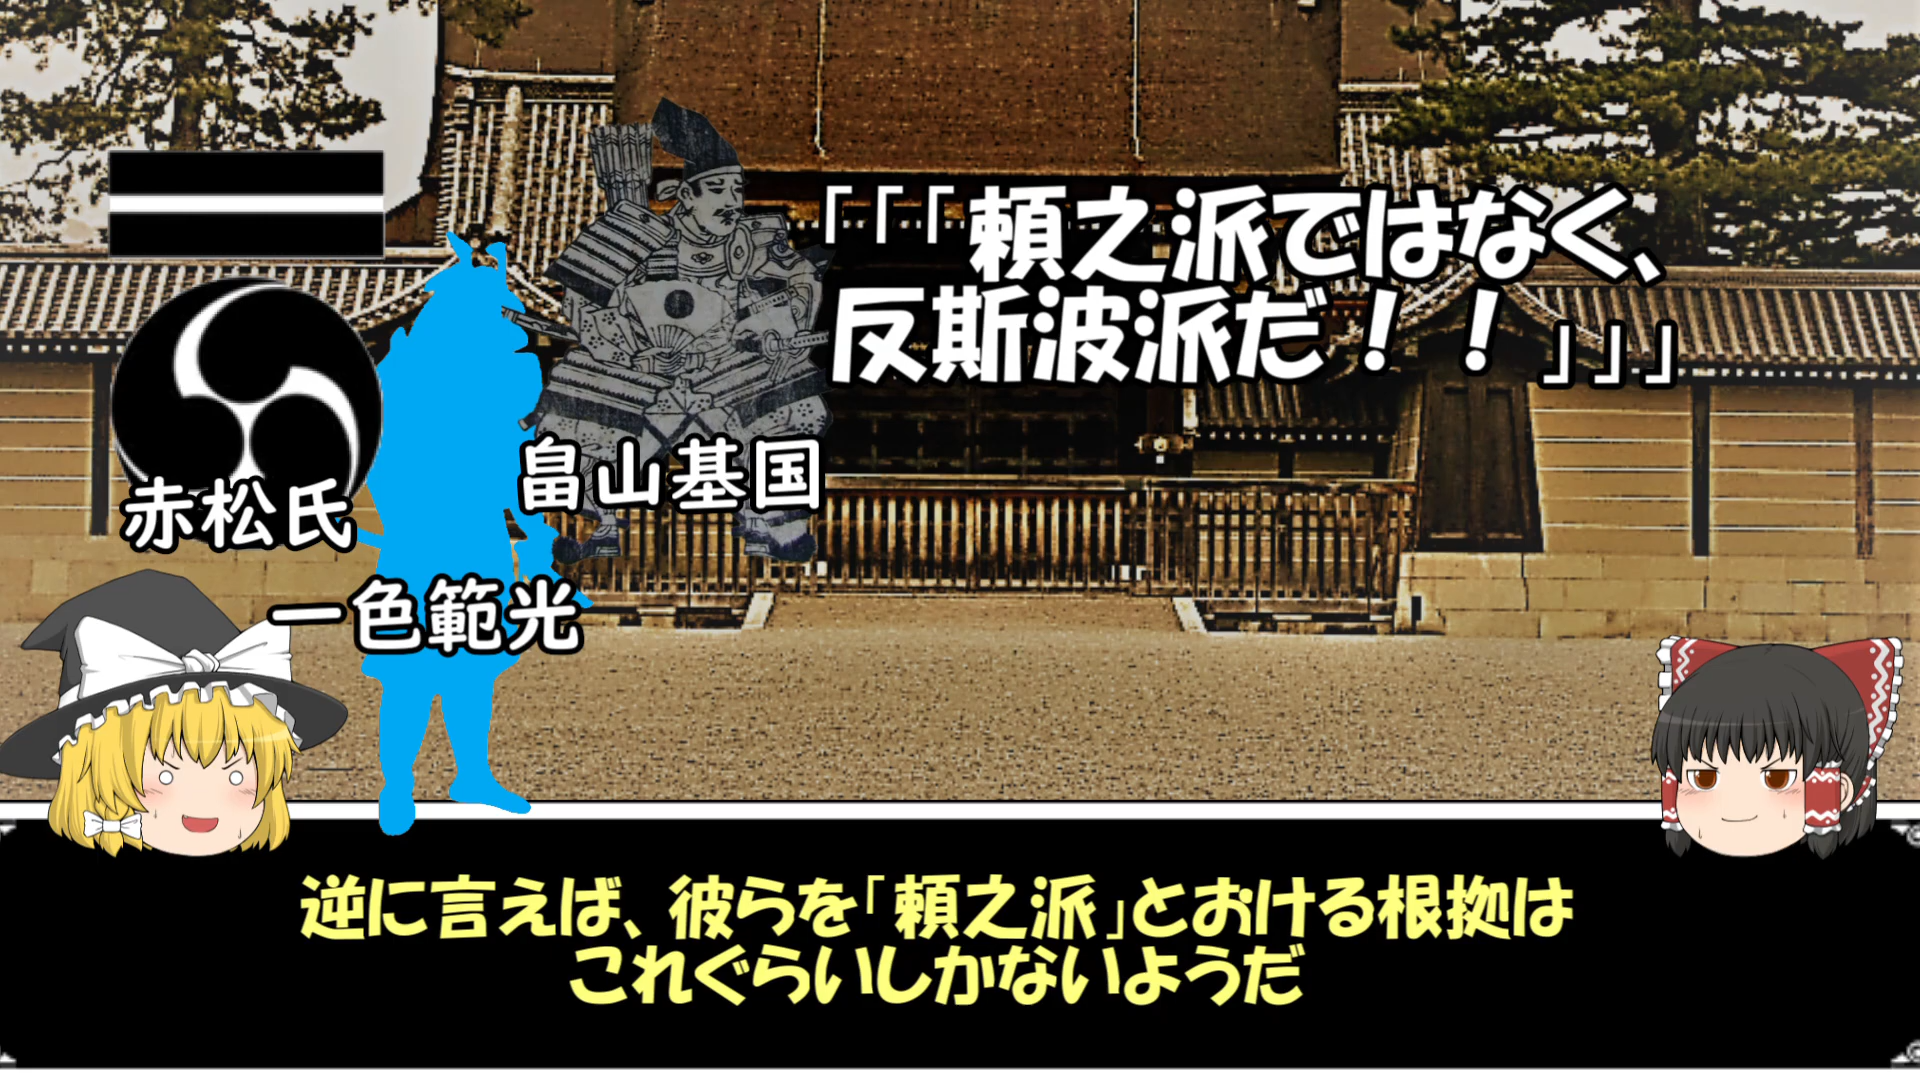 「「「頼之派ではなく、
反斯波派だ！！」」」
畠山基国
赤松氏
一色範光
逆に言えば、彼らを「頼之派」とおける根拠は
これぐらいしかないようだ